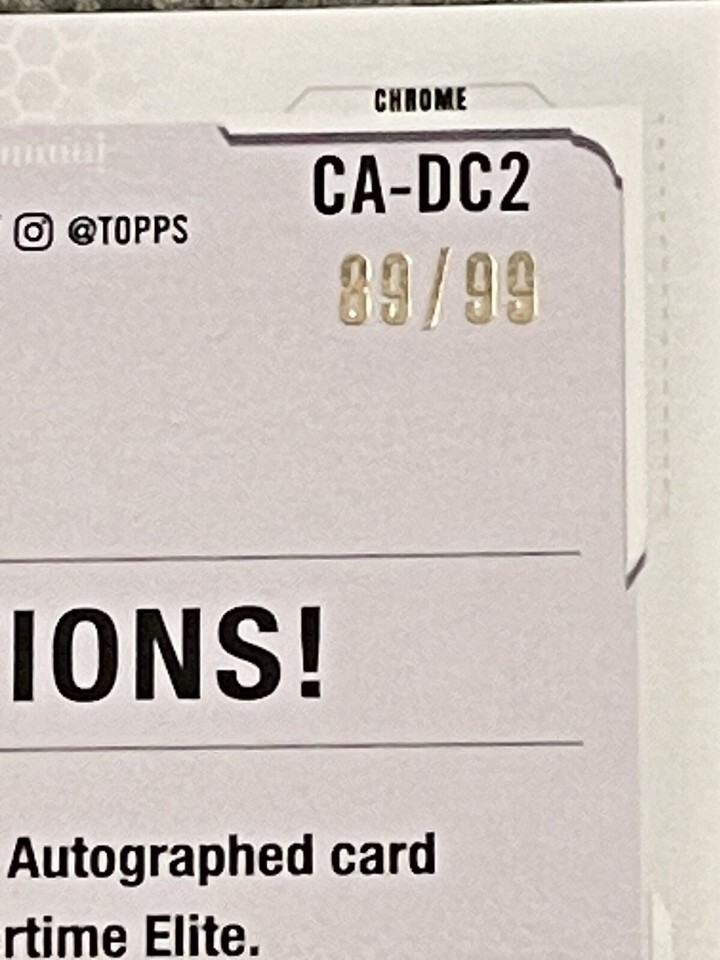 CHROME
CA-DC2
@TOPPS
89/99
IONS!
Autographed card
rtime Elite.